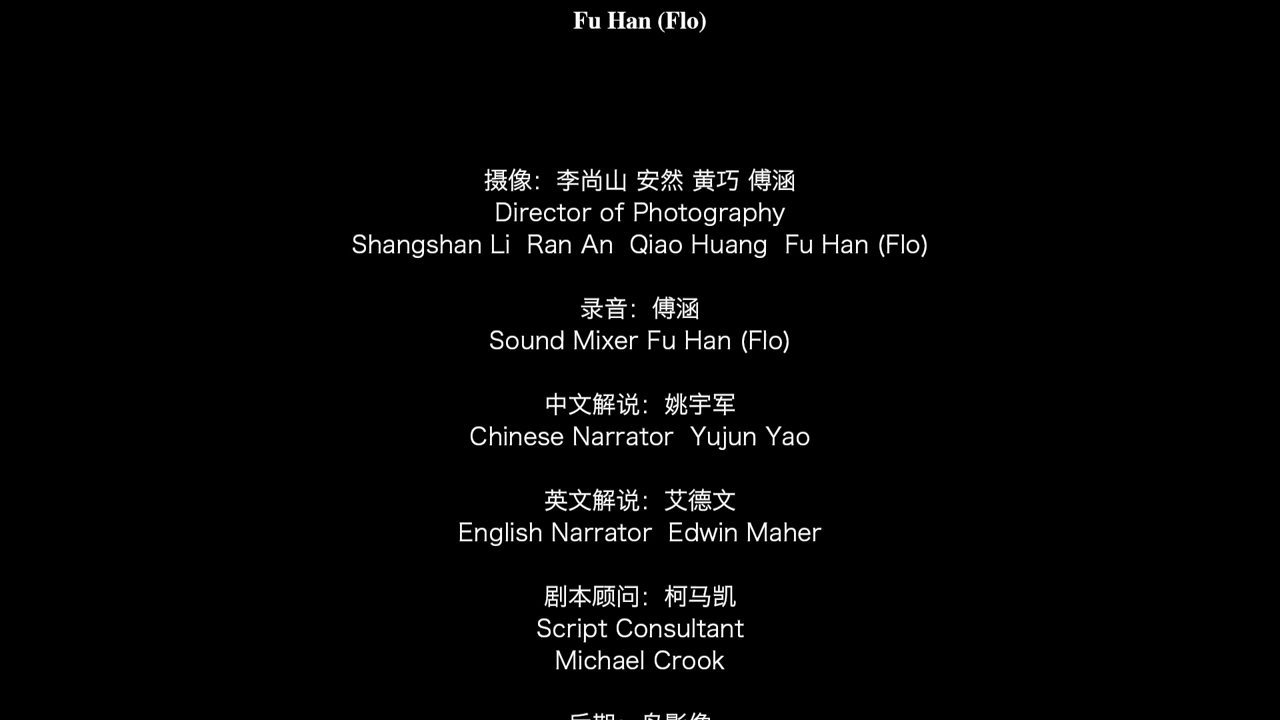 Fu Han (Flo)
摄像：李尚山 安然 黄巧 傅涵
Director of Photography
Shangshan Li  Ran An  Qiao Huang  Fu Han (Flo)
录音：傅涵
Sound Mixer Fu Han (Flo)
中文解说：姚宇军
Chinese Narrator  Yujun Yao
英文解说：艾德文
English Narrator  Edwin Maher
剧本顾问：柯马凯
Script Consultant
Michael Crook